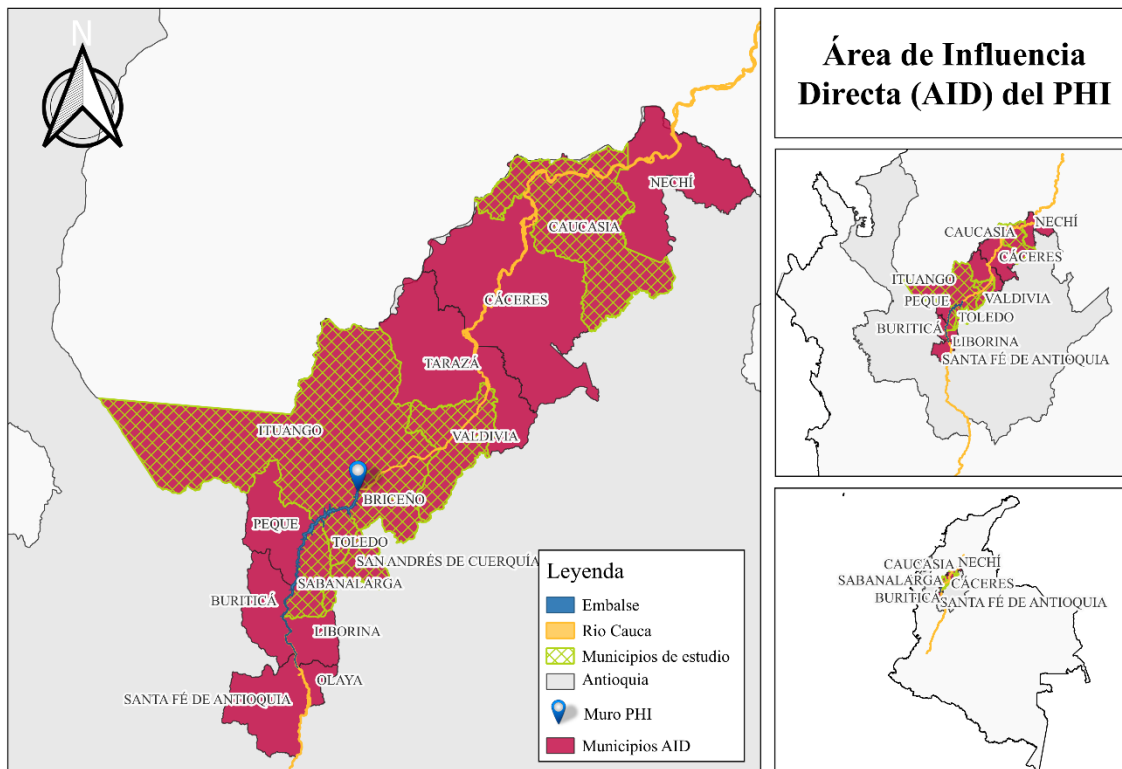 N
NECHÍ
CAUCASIA
CÁCERES
TARAZÁ
ITUANGO
VALDIVIA
BRICEÑO
PEQUE
TOLEDO
SAN ANDRÉS DE CUERQUÍA
SABANALARGA
BURITICÁ
LIBORINA
OLAYA
SANTA FÉ DE ANTIOQUIA
Leyenda
Embalse
Rio Cauca
Municipios de estudio
Antioquia
Muro PHI
Municipios AID
Área de Influencia
Directa (AID) del PHI
NECHÍ
CAUCASIA
CÁCERES
ITUANGO
PEQUE
VALDIVIA
TOLEDO
BURITICÁ
LIBORINA
SANTA FÉ DE ANTIOQUIA
CAUCASIA
NECHÍ
SABANALARGA
CÁCERES
BURITICÁ
SANTA FÉ DE ANTIOQUIA